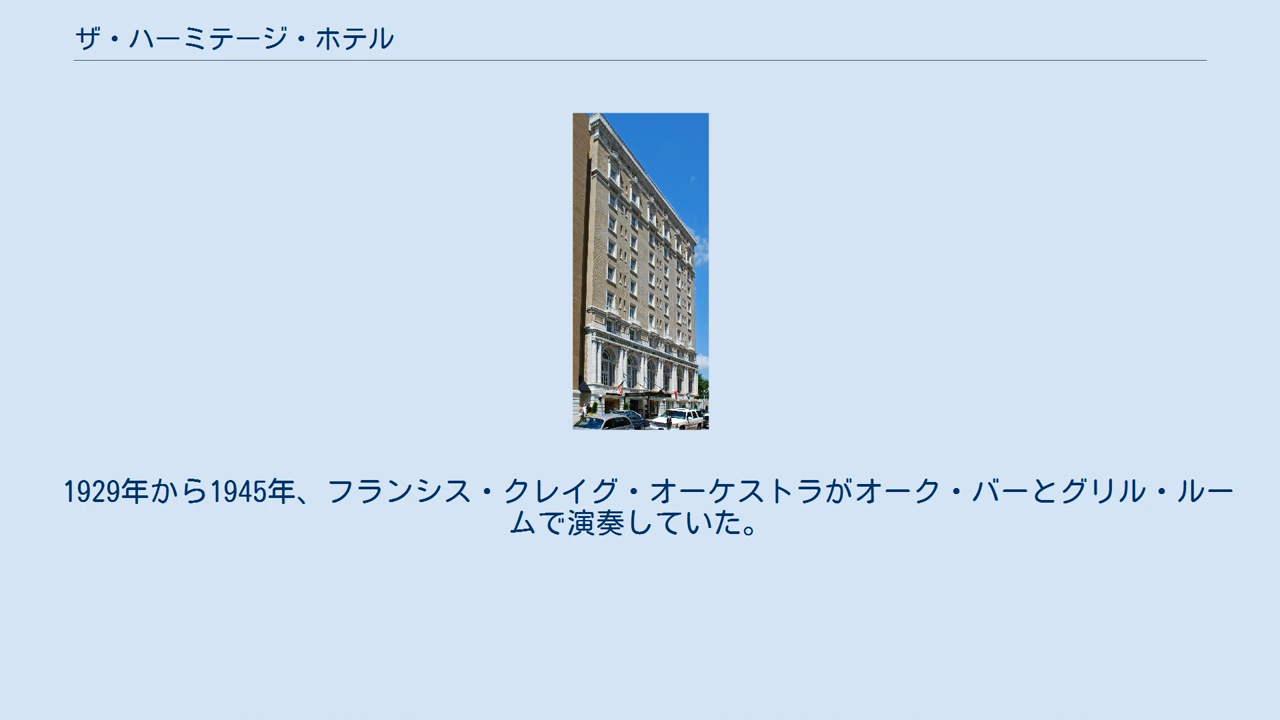 ザ・ハーミテージ・ホテル
1929年から1945年、フランシス・クレイグ・オーケストラがオーク・バーとグリル・ルー
ムで演奏していた。